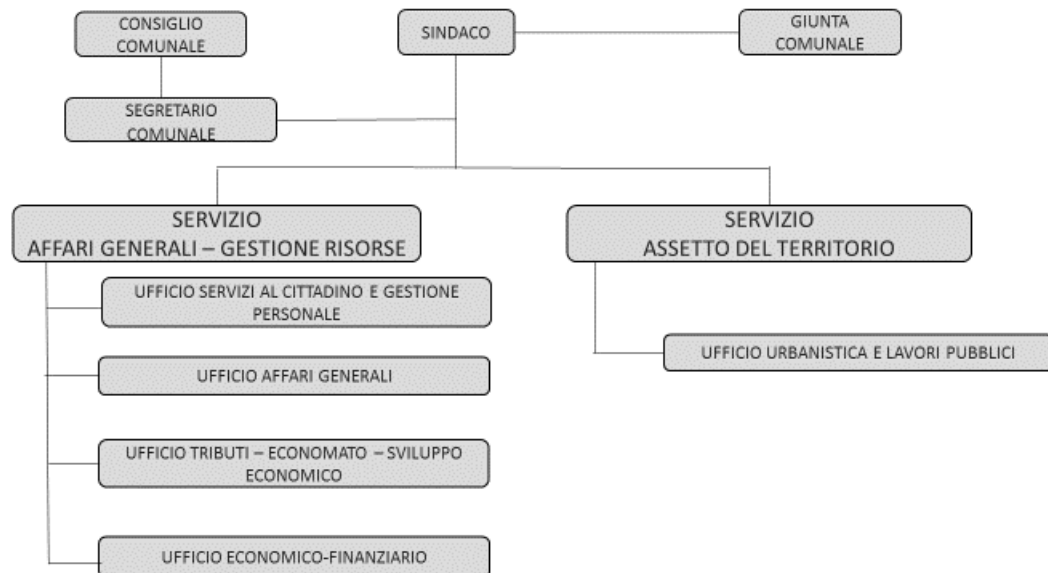 CONSIGLIO
COMUNALE
SINDACO
GIUNTA
COMUNALE
SEGRETARIO
COMUNALE
SERVIZIO
AFFARI GENERALI – GESTIONE RISORSE
SERVIZIO
ASSETTO DEL TERRITORIO
UFFICIO SERVIZI AL CITTADINO E GESTIONE
PERSONALE
UFFICIO URBANISTICA E LAVORI PUBBLICI
UFFICIO AFFARI GENERALI
UFFICIO TRIBUTI – ECONOMATO – SVILUPPO
ECONOMICO
UFFICIO ECONOMICO-FINANZIARIO